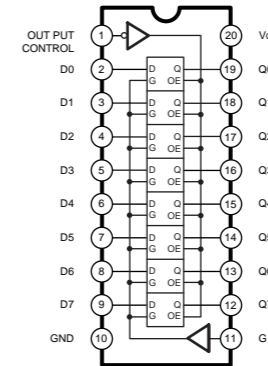 OUT PUT CONTROL 1 20 V
D0 2 D Q G OE 19 Q
D1 3 D Q G OE 18 Q
D2 4 D Q G OE 17 Q
D3 5 D Q G OE 16 Q
D4 6 D Q G OE 15 Q
D5 7 D Q G OE 14 Q
D6 8 D Q G OE 13 Q
D7 9 D Q G OE 12 Q
GND 10 11 G